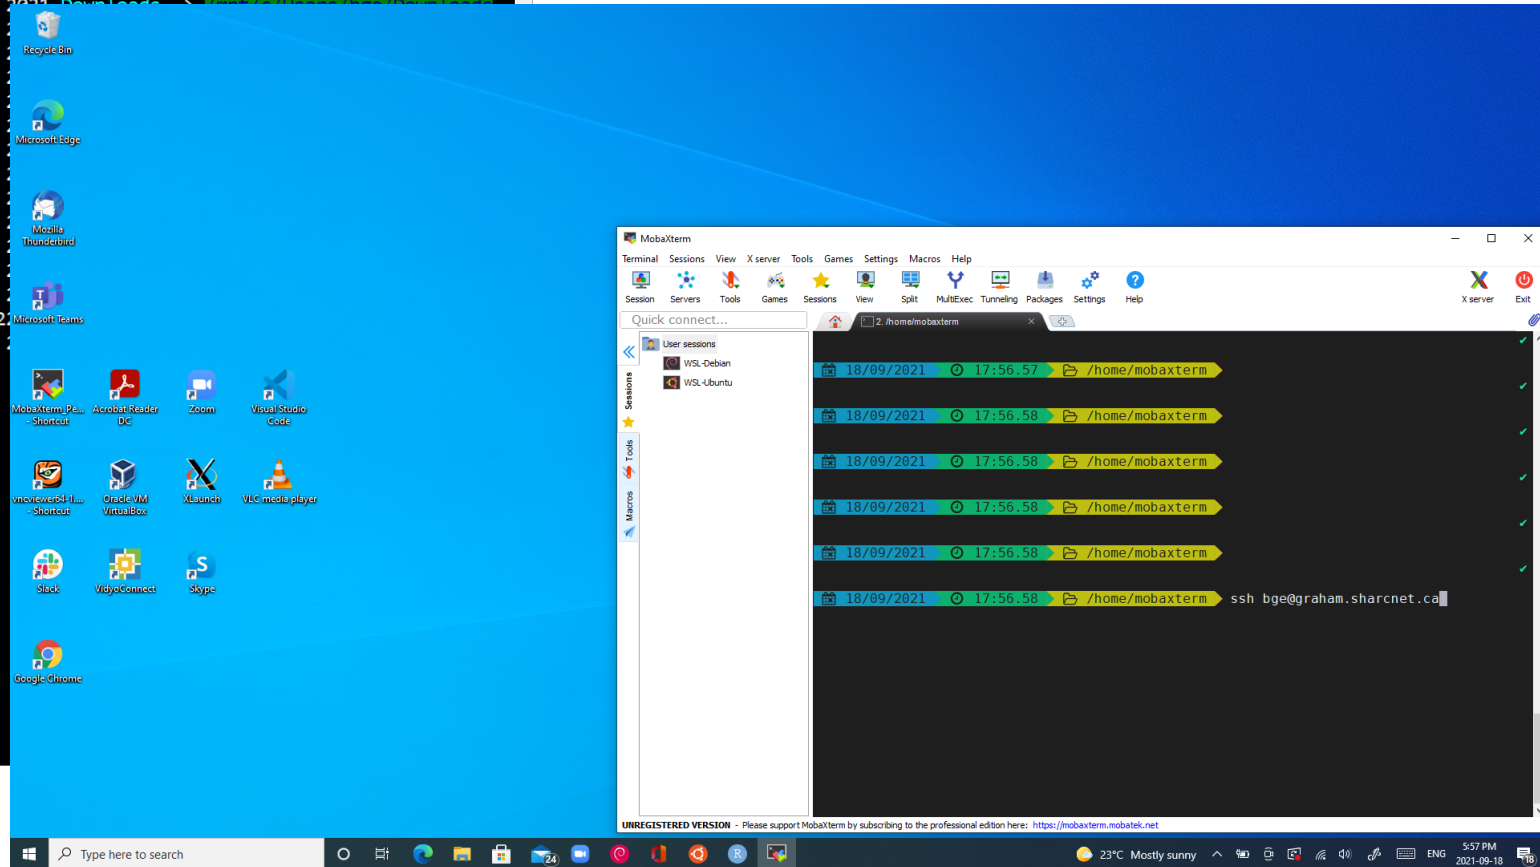 2021 Downloads > /mnt/c/Users/bge/Downloads
Recycle Bin
Microsoft Edge
Mozilla
Thunderbird
Microsoft Teams
MobaXterm_Pe...
- Shortcut
Acrobat Reader
DC
Zoom
Visual Studio
Code
vncviewer64-1....
- Shortcut
Oracle VM
VirtualBox
XLaunch
VLC media player
Slack
VidyoConnect
Skype
Google Chrome
MobaXterm
Terminal Sessions View X server Tools Games Settings Macros Help
Session Servers Tools Games Sessions View Split MultiExec Tunneling Packages Settings Help X server Exit
Quick connect...
2. /home/mobaxterm
User sessions
WSL-Debian
WSL-Ubuntu
Sessions
Tools
Macros
18/09/2021 17:56.57 /home/mobaxterm
18/09/2021 17:56.58 /home/mobaxterm
18/09/2021 17:56.58 /home/mobaxterm
18/09/2021 17:56.58 /home/mobaxterm
18/09/2021 17:56.58 /home/mobaxterm
18/09/2021 17:56.58 /home/mobaxterm ssh bge@graham.sharcnet.ca
UNREGISTERED VERSION - Please support MobaXterm by subscribing to the professional edition here: https://mobaxterm.mobatek.net
Type here to search
24
23°C Mostly sunny
ENG
5:57 PM
2021-09-18
18